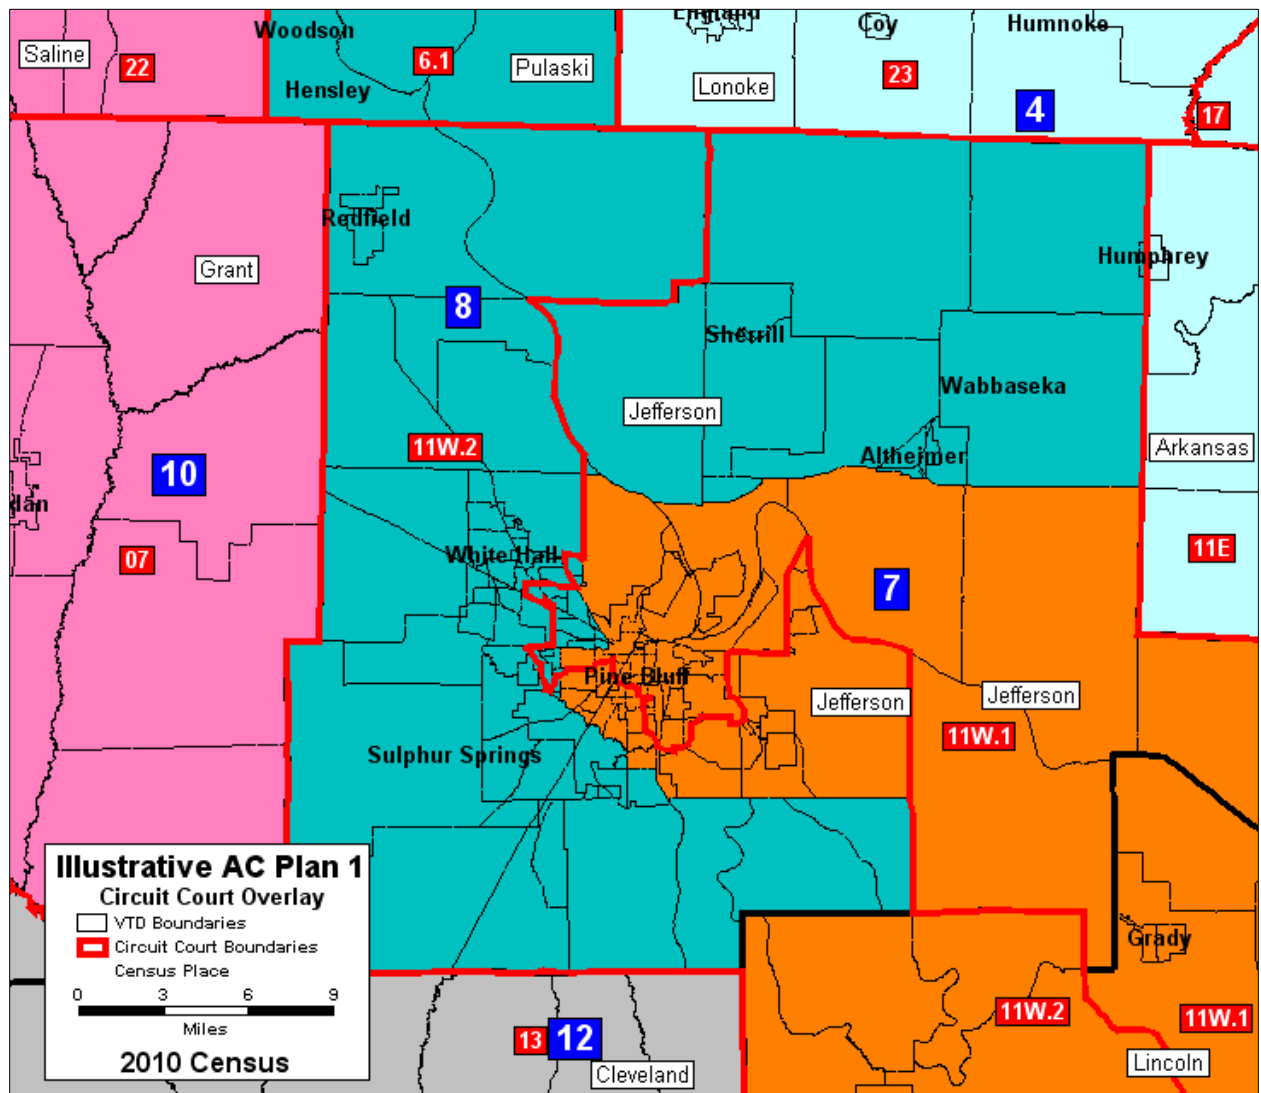 England
Coy
Humnoke
Woodson
Saline
22
6.1
Pulaski
Lonoke
23
Hensley
4
17
Redfield
Grant
Humphrey
8
Sherrill
Wabbaseka
Jefferson
11W.2
Altheimer
Arkansas
10
dan
White Hall
11E
07
7
Pine Bluff
Jefferson
Jefferson
11W.1
Sulphur Springs
Illustrative AC Plan 1
Circuit Court Overlay
VTD Boundaries
Circuit Court Boundaries
Census Place
0 3 6 9
Miles
2010 Census
Grady
11W.2
11W.1
13
12
Cleveland
Lincoln